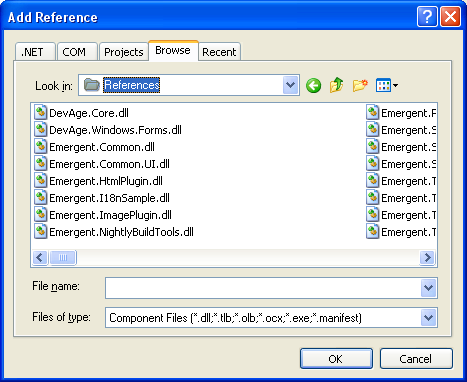 Add Reference
.NET COM Projects Browse Recent
Look in: References
DevAge.Core.dll
DevAge.Windows.Forms.dll
Emergent.Common.dll
Emergent.Common.UI.dll
Emergent.HtmlPlugin.dll
Emergent.I18nSample.dll
Emergent.ImagePlugin.dll
Emergent.NightlyBuildTools.dll
Emergent.F
Emergent.S
Emergent.S
Emergent.S
Emergent.T
Emergent.T
Emergent.T
Emergent.T
File name:
Files of type: Component Files (*.dll;*.tlb;*.olb;*.ocx;*.exe;*.manifest)
OK Cancel